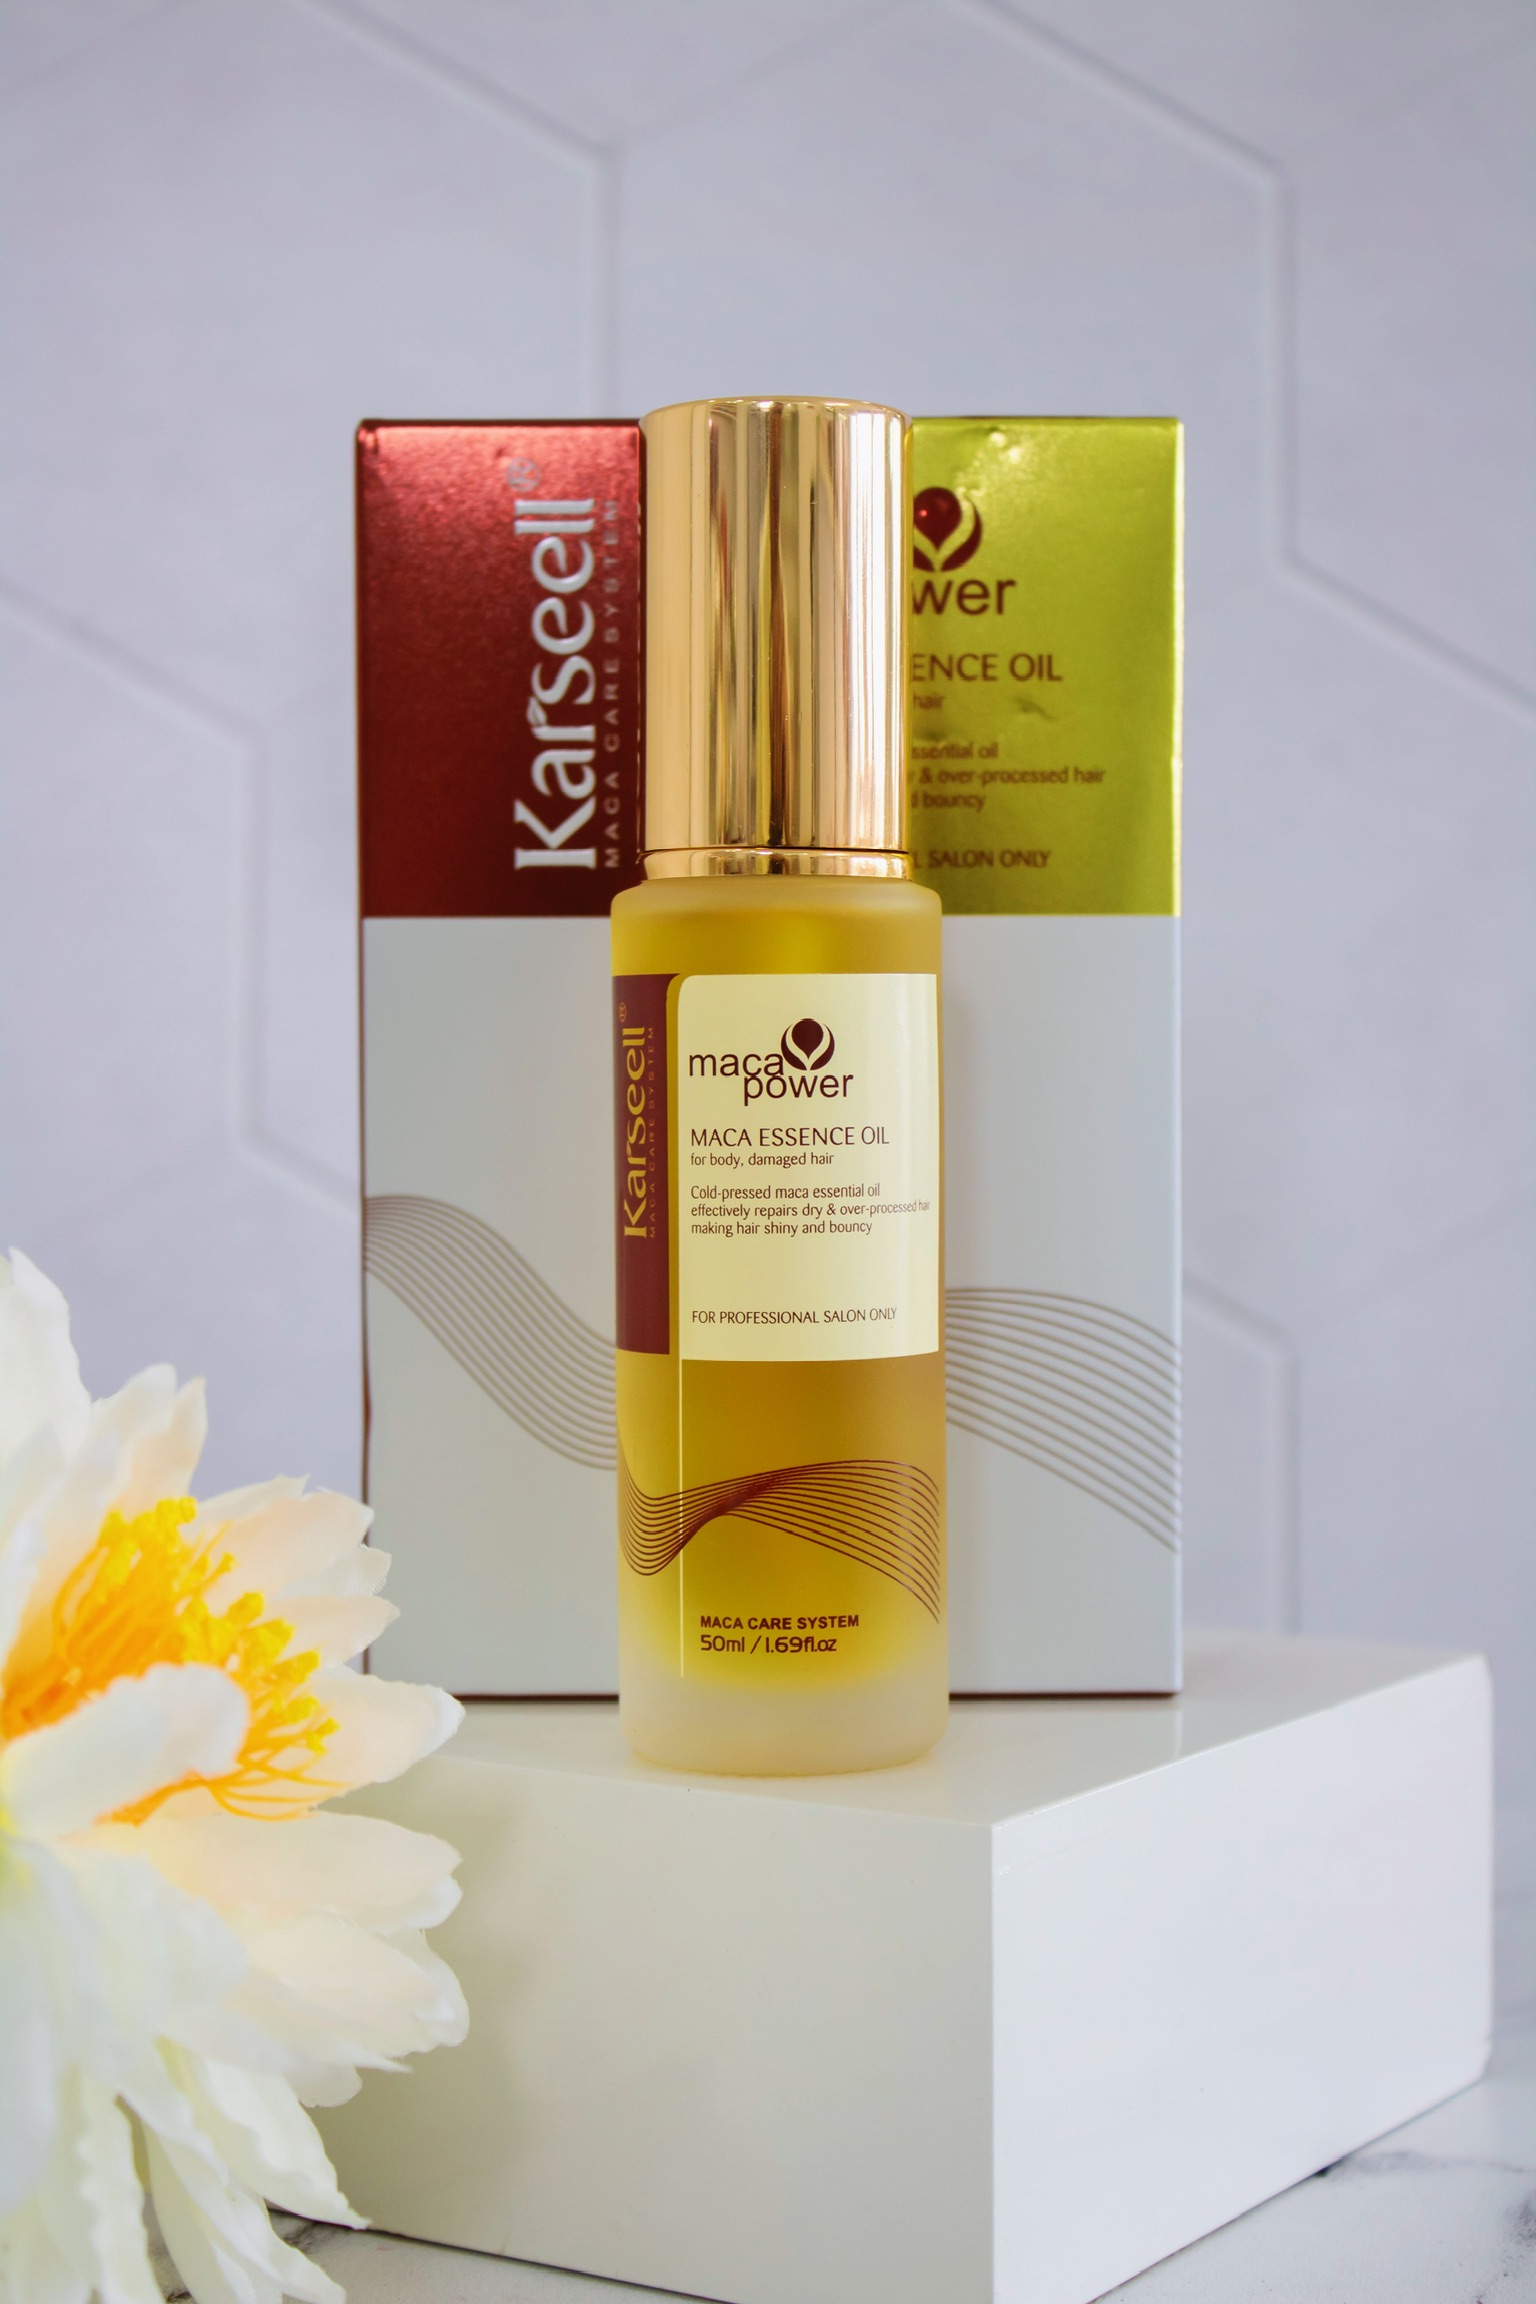 Karseell®
MACA CARE SYSTEM
wer
ENCE OIL
hair
ssential oil
& over-processed hair
d bouncy
L SALON ONLY
Karseell®
MACA CARE SYSTEM
maca
power
MACA ESSENCE OIL
for body, damaged hair
Cold-pressed maca essential oil
effectively repairs dry & over-processed hair
making hair shiny and bouncy
FOR PROFESSIONAL SALON ONLY
MACA CARE SYSTEM
50ml / 1.69fl.oz